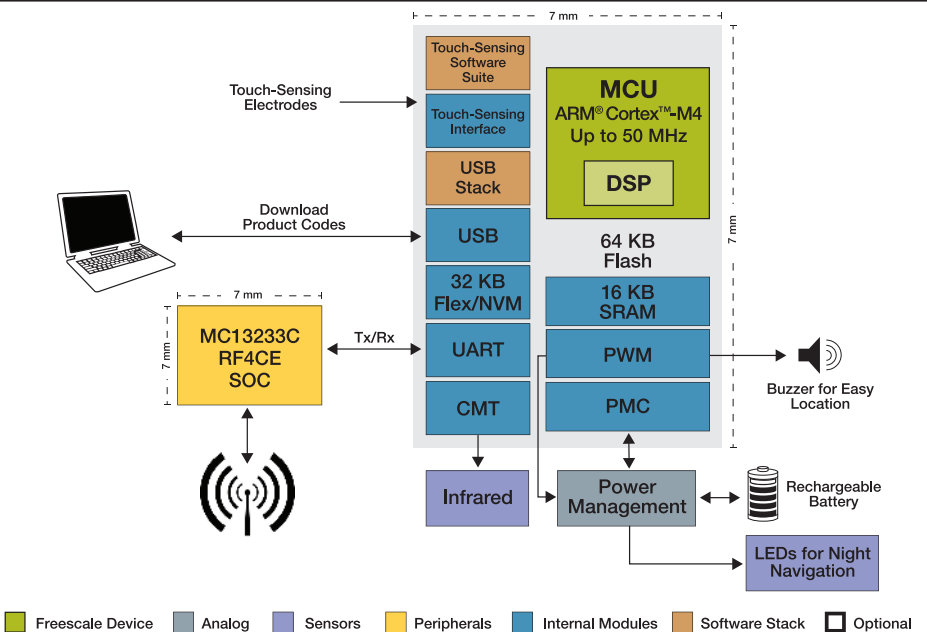 7 mm
Touch-Sensing
Software
Suite
MCU
ARM® Cortex™-M4
Up to 50 MHz
DSP
Touch-Sensing
Electrodes
Touch-Sensing
Interface
USB
Stack
7 mm
Download
Product Codes
USB
64 KB
Flash
32 KB
Flex/NVM
16 KB
SRAM
7 mm
7 mm
MC13233C
RF4CE
SOC
Tx/Rx
UART
PWM
Buzzer for Easy
Location
CMT
PMC
Infrared
Power
Management
Rechargeable
Battery
LEDs for Night
Navigation
Freescale Device
Analog
Sensors
Peripherals
Internal Modules
Software Stack
Optional